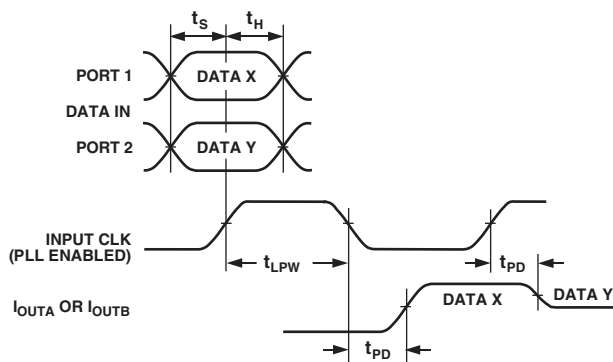 tS tH
PORT 1
DATA X
DATA IN
PORT 2
DATA Y
INPUT CLK
(PLL ENABLED)
tLPW
tPD
IOUTA OR IOUTB
DATA X
DATA Y
tPD